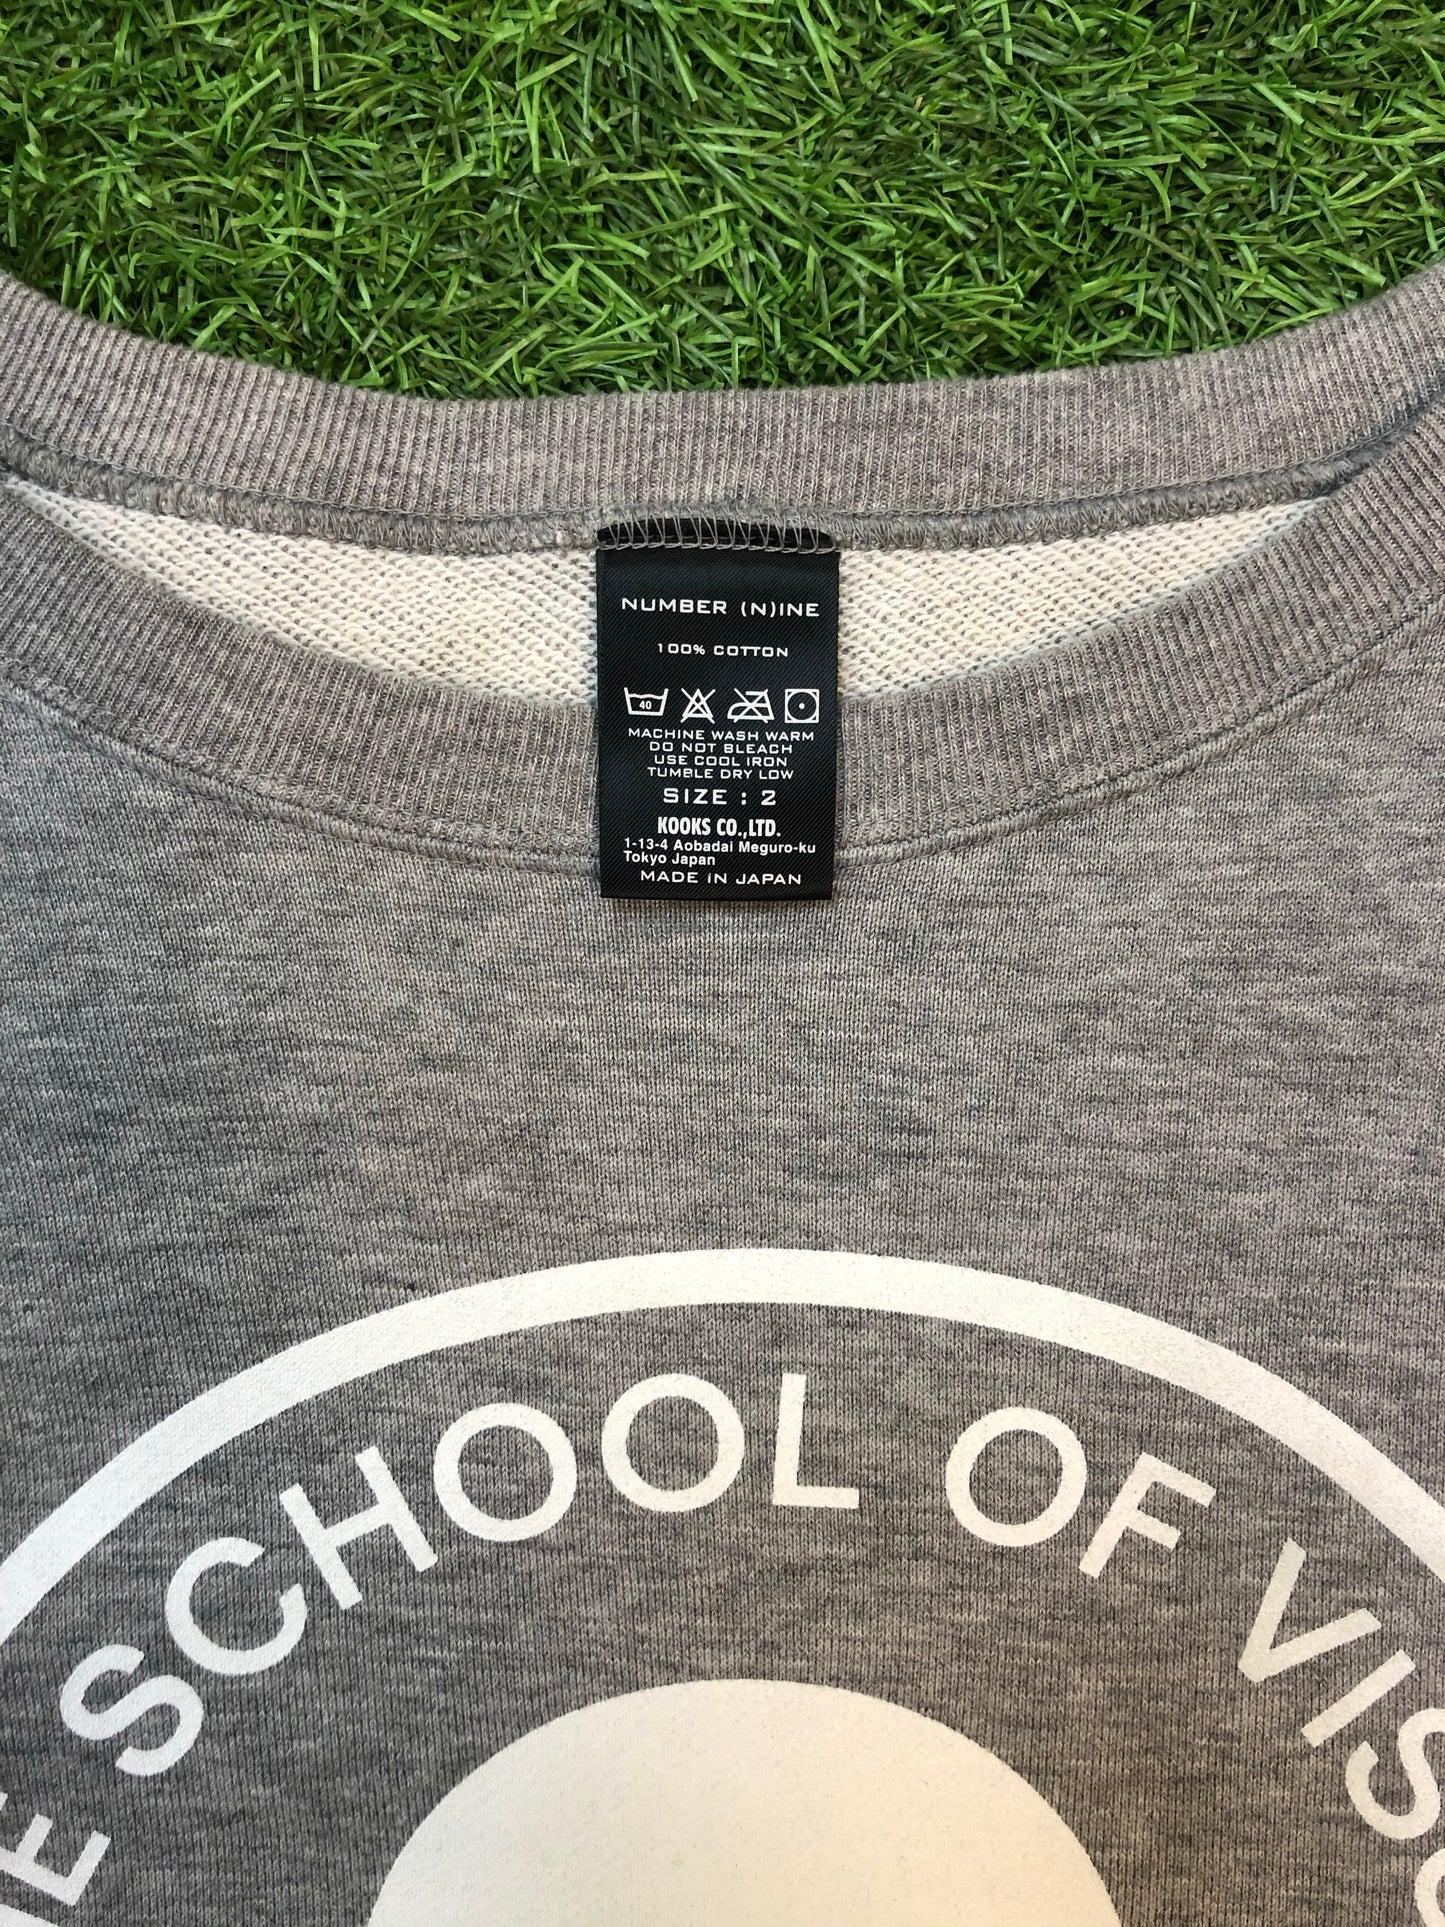 NUMBER (N)INE
100% COTTON
40
MACHINE WASH WARM
DO NOT BLEACH
USE COOL IRON
TUMBLE DRY LOW
SIZE : 2
KOOKS CO.,LTD.
1-13-4 Aobadai Meguro-ku
Tokyo Japan
MADE IN JAPAN
SCHOOL OF